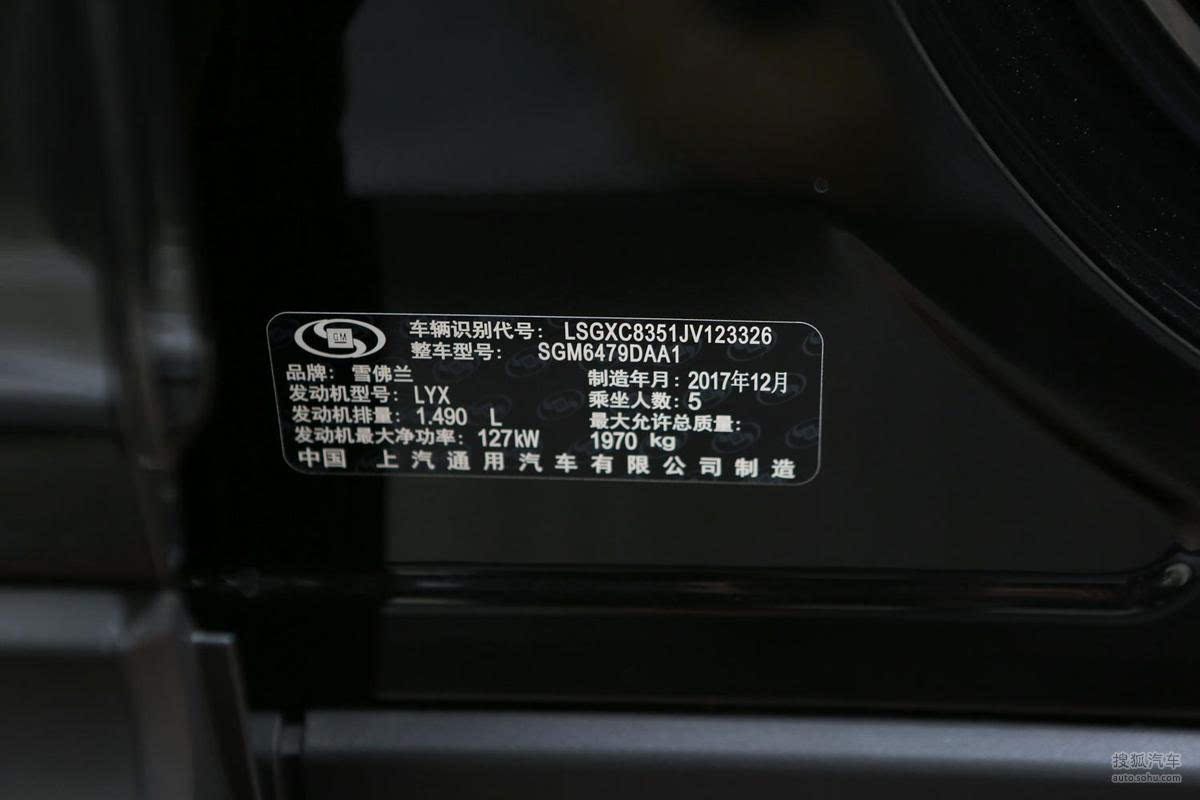 GM
车辆识别代号： LSGXC8351JV123326
整车型号： SGM6479DAA1
品牌：雪佛兰
制造年月：2017年12月
发动机型号：LYX
乘坐人数：5
发动机排量：1.490 L
最大允许总质量：
发动机最大净功率：127kW
1970 kg
中国 上汽通用汽车有限公司制造
搜狐汽车
auto.sohu.com